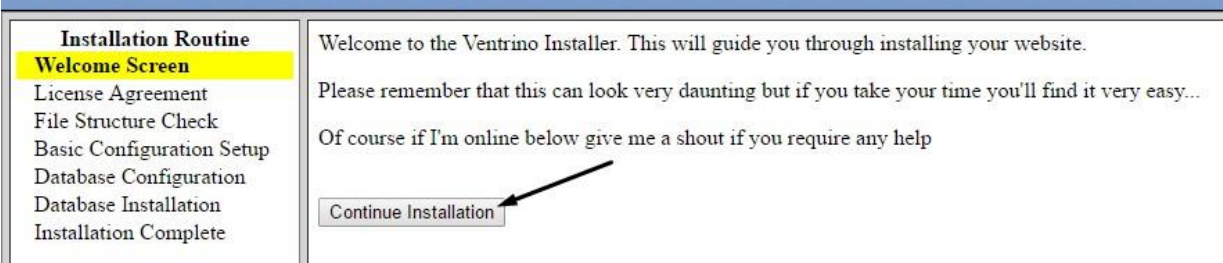 Installation Routine
Welcome Screen
License Agreement
File Structure Check
Basic Configuration Setup
Database Configuration
Database Installation
Installation Complete
Welcome to the Ventrino Installer. This will guide you through installing your website.
Please remember that this can look very daunting but if you take your time you'll find it very easy...
Of course if I'm online below give me a shout if you require any help
Continue Installation